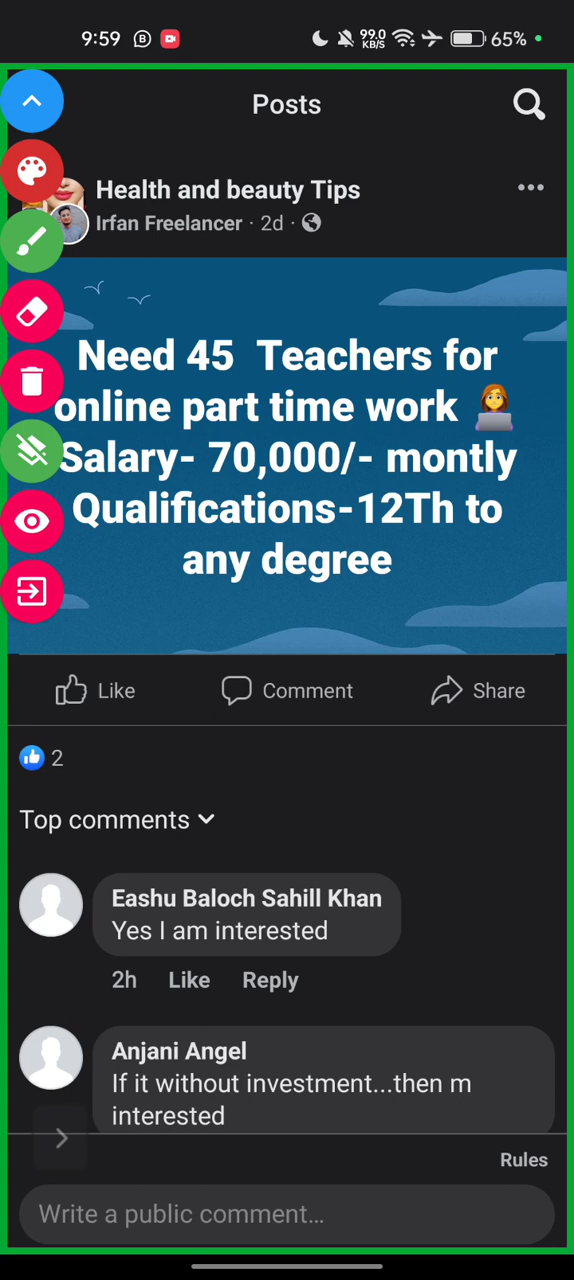 9:59 B 99.0 KB/S 65%
Posts
Health and beauty Tips
Irfan Freelancer · 2d ·
Need 45 Teachers for
online part time work
Salary- 70,000/- montly
Qualifications-12Th to
any degree
Like Comment Share
2
Top comments
Eashu Baloch Sahill Khan
Yes I am interested
2h Like Reply
Anjani Angel
If it without investment...then m
interested
Rules
Write a public comment...